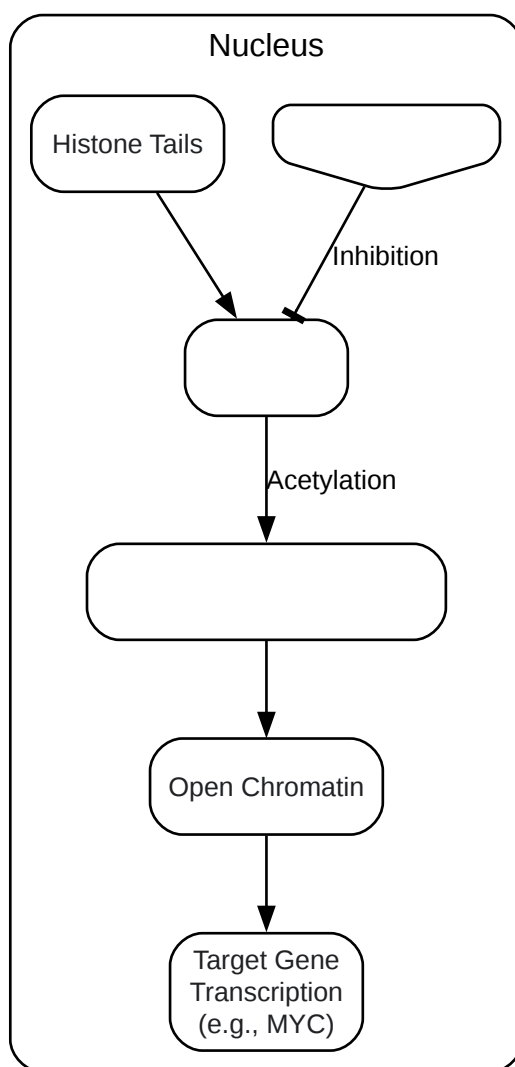 Nucleus
Histone Tails
Inhibition
Acetylation
Open Chromatin
Target Gene
Transcription
(e.g., MYC)